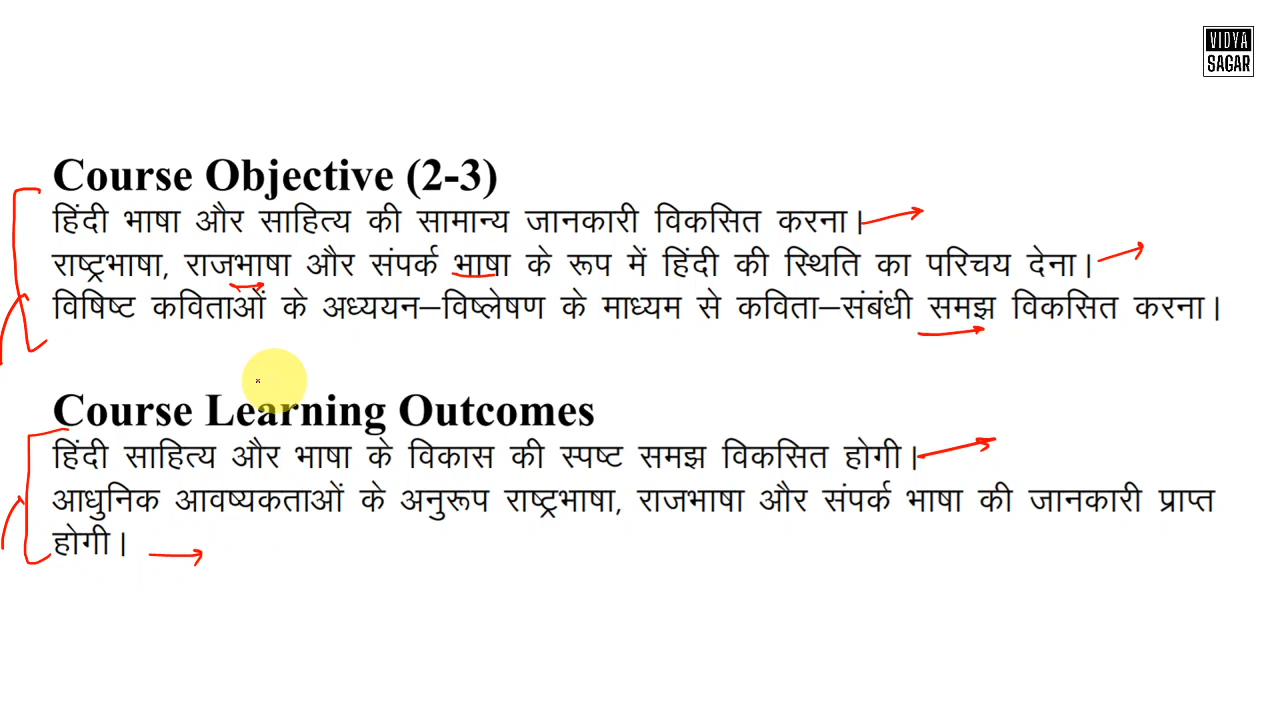 VIDYA
SAGAR
Course Objective (2-3)
हिंदी भाषा और साहित्य की सामान्य जानकारी विकसित करना।
राष्ट्रभाषा, राजभाषा और संपर्क भाषा के रूप में हिंदी की स्थिति का परिचय देना।
विषिष्ट कविताओं के अध्ययन–विष्लेषण के माध्यम से कविता–संबंधी समझ विकसित करना।
Course Learning Outcomes
हिंदी साहित्य और भाषा के विकास की स्पष्ट समझ विकसित होगी।
आधुनिक आवष्यकताओं के अनुरूप राष्ट्रभाषा, राजभाषा और संपर्क भाषा की जानकारी प्राप्त
होगी।